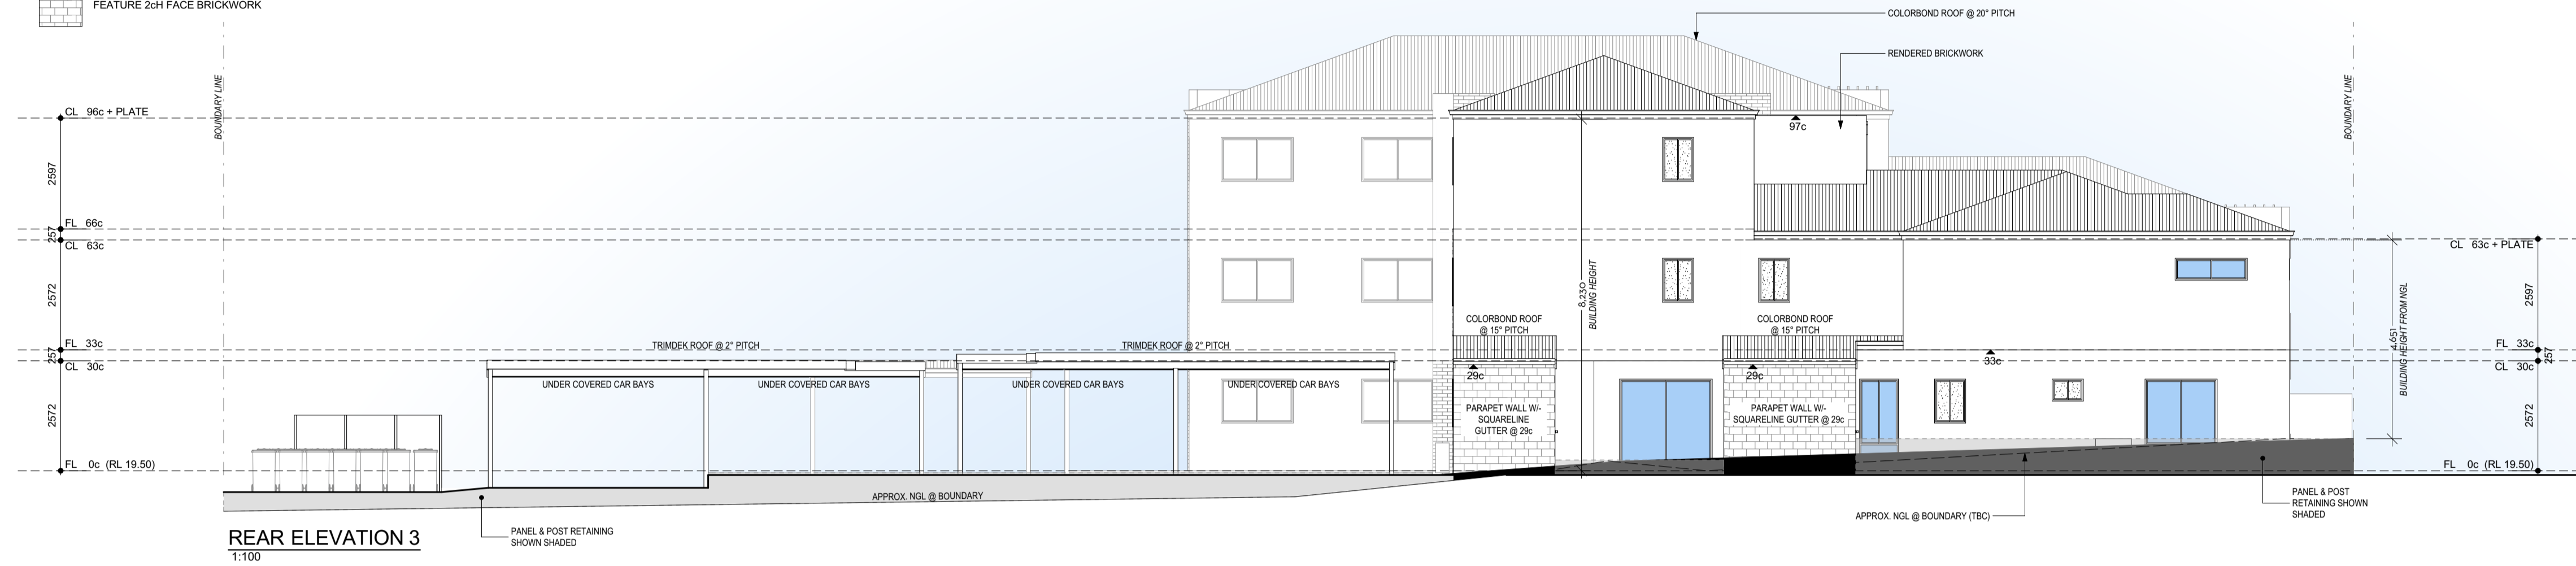 FEATURE 2cH FACE BRICKWORK
COLORBOND ROOF @ 20° PITCH
RENDERED BRICKWORK
BOUNDARY LINE
BOUNDARY LINE
CL 96c + PLATE
97c
2597
FL 66c
257
CL 63c
CL 63c + PLATE
2572
2597
8,230
BUILDING HEIGHT
4,651
BUILDING HEIGHT FROM NGL
COLORBOND ROOF
@ 15° PITCH
COLORBOND ROOF
@ 15° PITCH
FL 33c
257
CL 30c
TRIMDEK ROOF @ 2° PITCH
TRIMDEK ROOF @ 2° PITCH
33c
FL 33c
257
CL 30c
UNDER COVERED CAR BAYS
UNDER COVERED CAR BAYS
UNDER COVERED CAR BAYS
UNDER COVERED CAR BAYS
29c
29c
2572
PARAPET WALL W/-
SQUARELINE
GUTTER @ 29c
PARAPET WALL W/-
SQUARELINE GUTTER @ 29c
2572
FL 0c (RL 19.50)
FL 0c (RL 19.50)
APPROX. NGL @ BOUNDARY
APPROX. NGL @ BOUNDARY (TBC)
PANEL & POST
RETAINING SHOWN
SHADED
PANEL & POST RETAINING
SHOWN SHADED
REAR ELEVATION 3
1:100